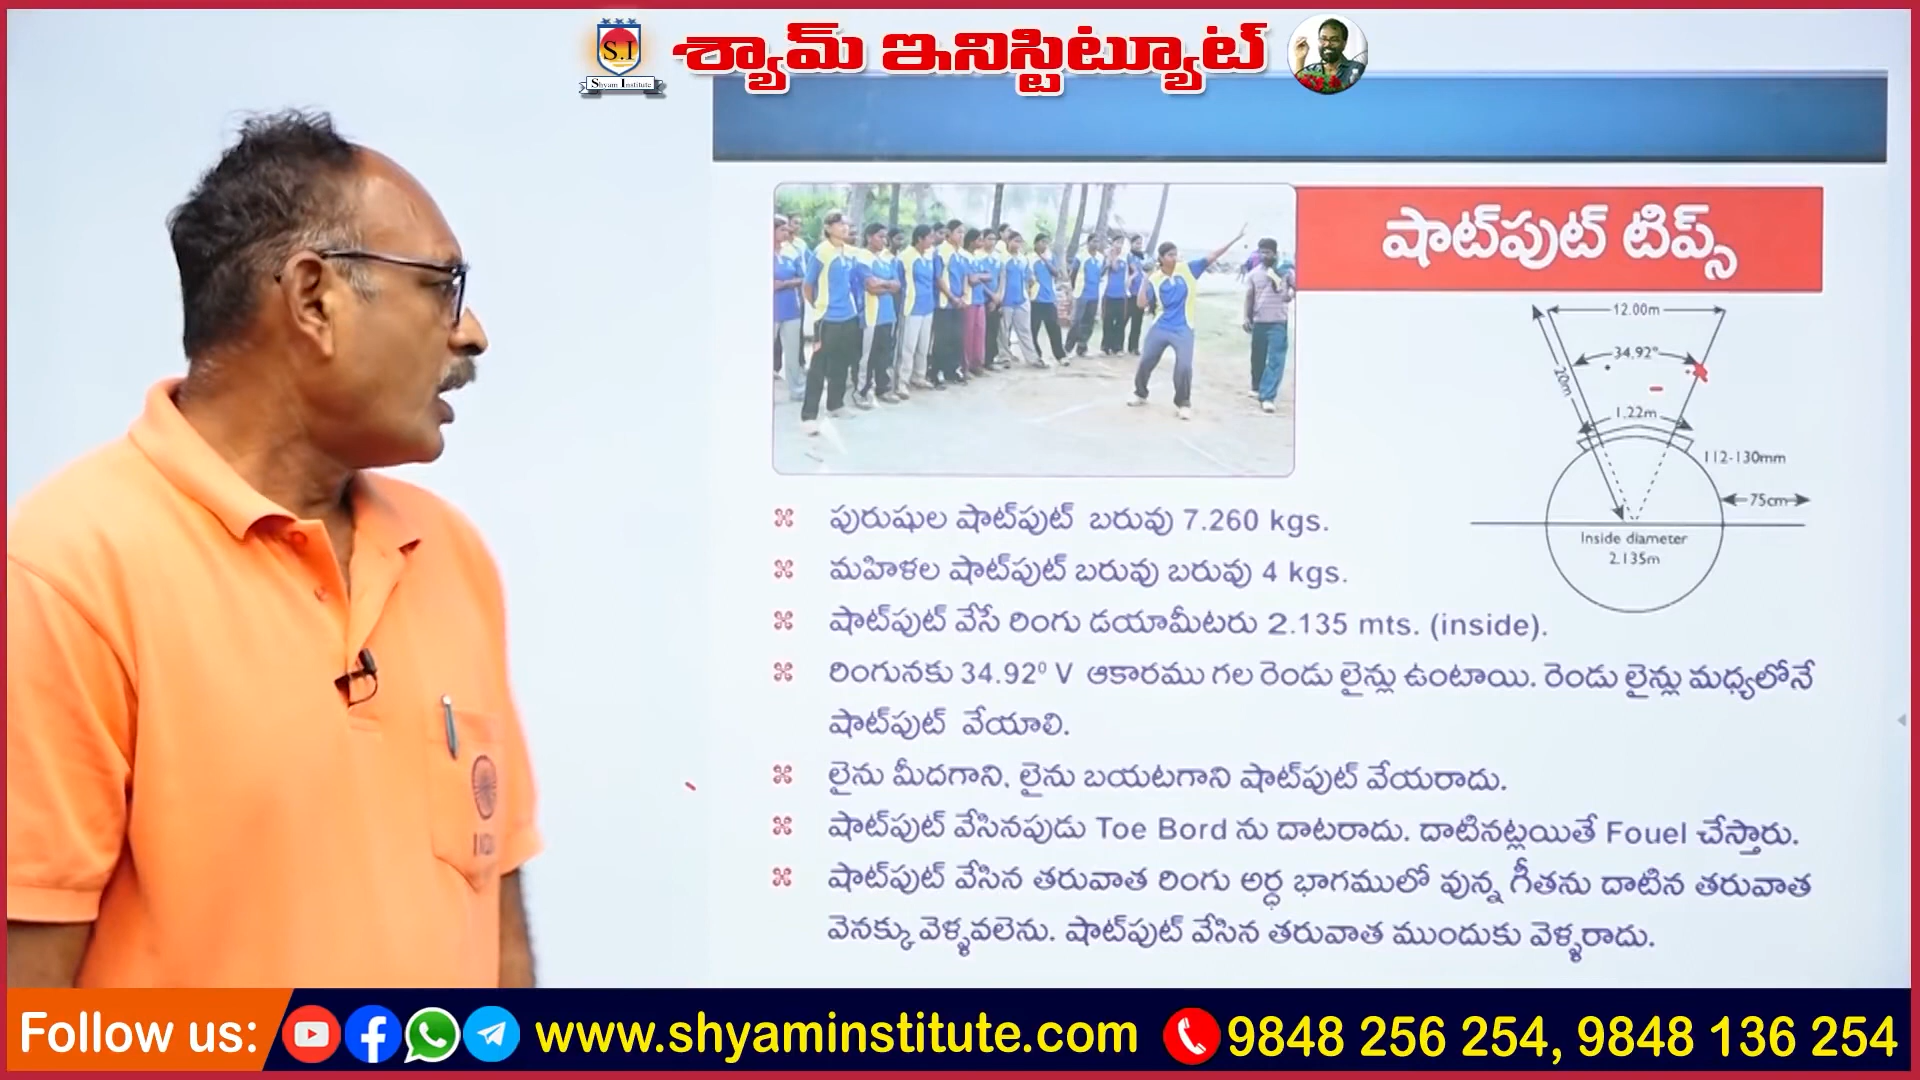 S.I
Shyam Institute
శ్యామ్ ఇనిస్టిట్యూట్
షాట్‌పుట్ టిప్స్
12.00m
34.92°
20m
1.22m
112-130mm
75cm
Inside diameter
2.135m
పురుషుల షాట్‌పుట్ బరువు 7.260 kgs.
మహిళల షాట్‌పుట్ బరువు బరువు 4 kgs.
షాట్‌పుట్ వేసే రింగు డయామీటరు 2.135 mts. (inside).
రింగునకు 34.92⁰ V ఆకారము గల రెండు లైన్లు ఉంటాయి. రెండు లైన్లు మధ్యలోనే
షాట్‌పుట్ వేయాలి.
లైను మీదగాని, లైను బయటగాని షాట్‌పుట్ వేయరాదు.
షాట్‌పుట్ వేసినపుడు Toe Bord ను దాటరాదు. దాటినట్లయితే Fouel చేస్తారు.
షాట్‌పుట్ వేసిన తరువాత రింగు అర్ధ భాగములో వున్న గీతను దాటిన తరువాత
వెనక్కు వెళ్ళవలెను. షాట్‌పుట్ వేసిన తరువాత ముందుకు వెళ్ళరాదు.
Follow us:
www.shyaminstitute.com
9848 256 254, 9848 136 254